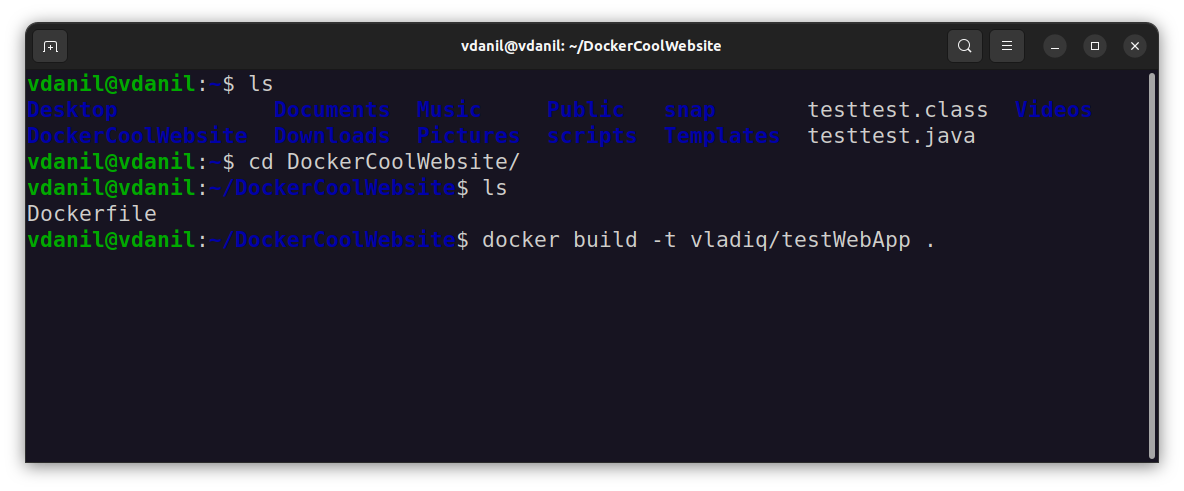 vdanil@vdanil: ~/DockerCoolWebsite
vdanil@vdanil:~$ ls
Desktop Documents Music Public snap testtest.class Videos
DockerCoolWebsite Downloads Pictures scripts Templates testtest.java
vdanil@vdanil:~$ cd DockerCoolWebsite/
vdanil@vdanil:~/DockerCoolWebsite$ ls
Dockerfile
vdanil@vdanil:~/DockerCoolWebsite$ docker build -t vladiq/testWebApp .